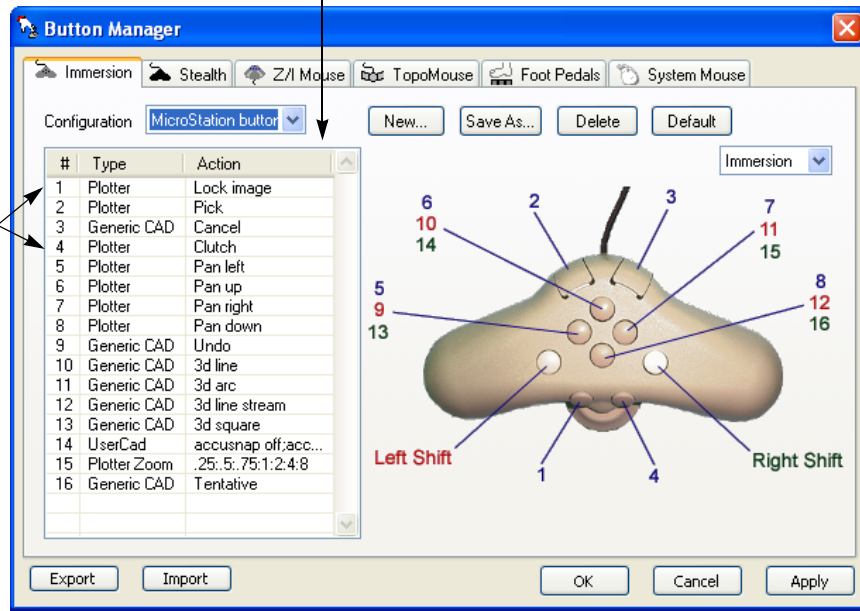 Button Manager
Immersion Stealth Z/I Mouse TopoMouse Foot Pedals System Mouse
Configuration MicroStation button New... Save As... Delete Default
Immersion
# Type Action
1 Plotter Lock image
2 Plotter Pick
3 Generic CAD Cancel
4 Plotter Clutch
5 Plotter Pan left
6 Plotter Pan up
7 Plotter Pan right
8 Plotter Pan down
9 Generic CAD Undo
10 Generic CAD 3d line
11 Generic CAD 3d arc
12 Generic CAD 3d line stream
13 Generic CAD 3d square
14 UserCad accusnap off;acc...
15 Plotter Zoom .25:.5:.75:1:2:4:8
16 Generic CAD Tentative
6
10
14
2
3
7
11
15
5
9
13
8
12
16
Left Shift
1
4
Right Shift
Export Import OK Cancel Apply